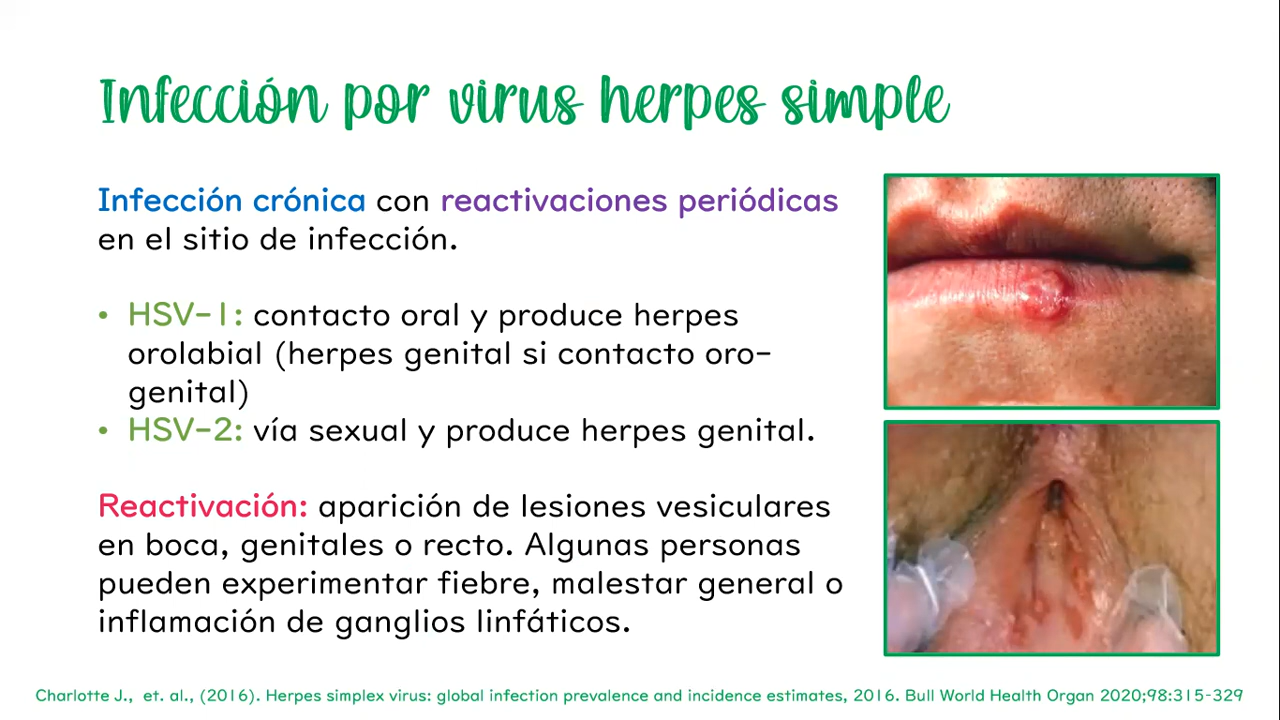 Infección por virus herpes simple
Infección crónica con reactivaciones periódicas
en el sitio de infección.
• HSV-1: contacto oral y produce herpes
orolabial (herpes genital si contacto oro-
genital)
• HSV-2: vía sexual y produce herpes genital.
Reactivación: aparición de lesiones vesiculares
en boca, genitales o recto. Algunas personas
pueden experimentar fiebre, malestar general o
inflamación de ganglios linfáticos.
Charlotte J., et. al., (2016). Herpes simplex virus: global infection prevalence and incidence estimates, 2016. Bull World Health Organ 2020;98:315-329